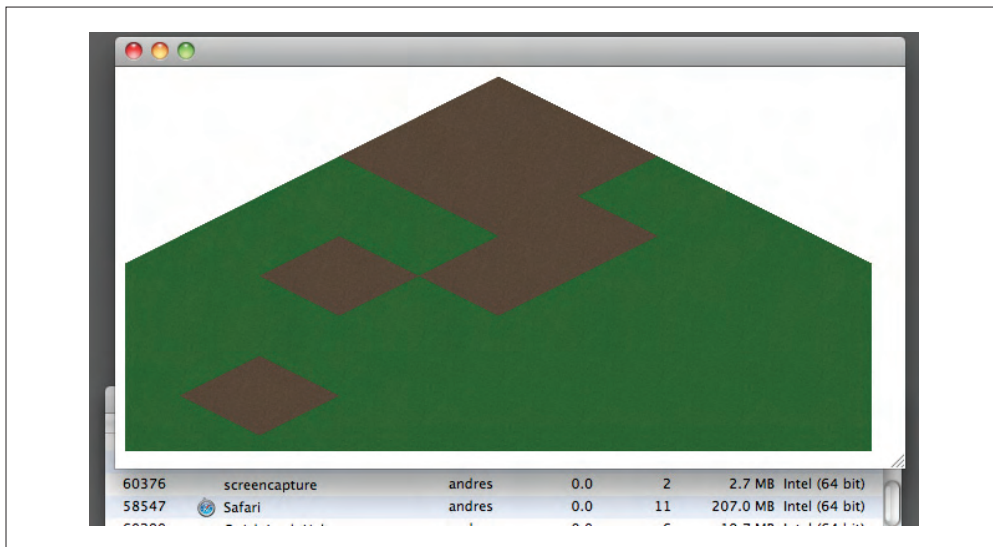 60376 screencapture andres 0.0 2 2.7 MB Intel (64 bit)
58547 Safari andres 0.0 11 207.0 MB Intel (64 bit)